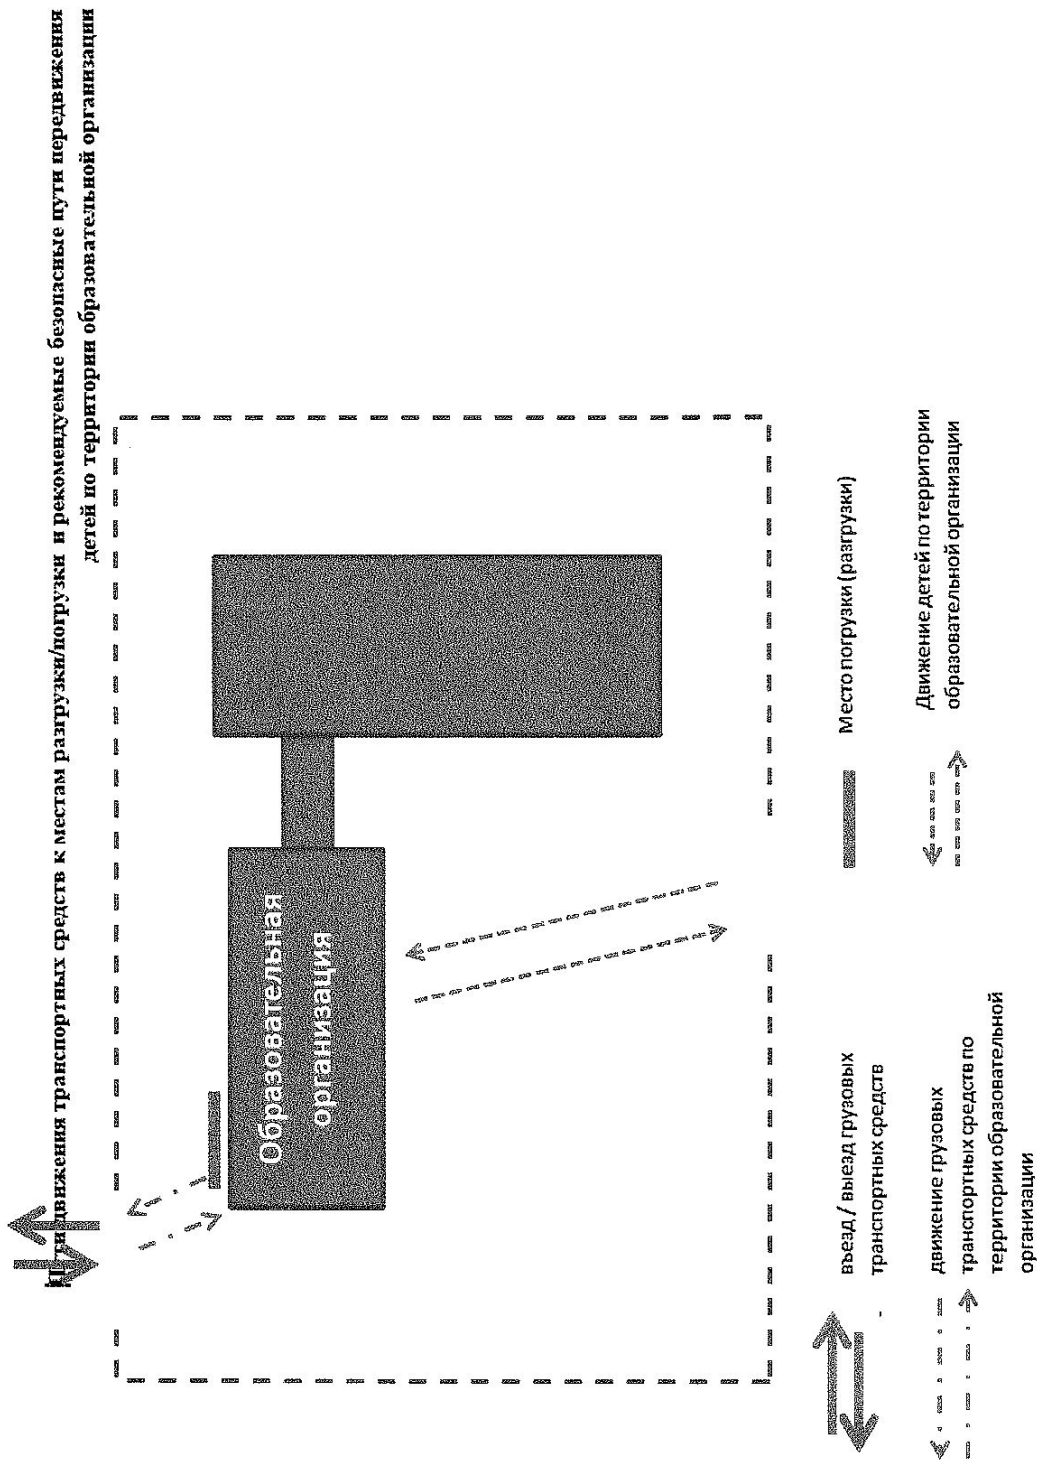 Пути движения транспортных средств к местам разгрузки/погрузки и рекомендуемые безопасные пути передвижения
детей по территории образовательной организации
Образовательная
организация
въезд / выезд грузовых
транспортных средств
движение грузовых
транспортных средств по
территории образовательной
организации
Место погрузки (разгрузки)
Движение детей по территории
образовательной организации